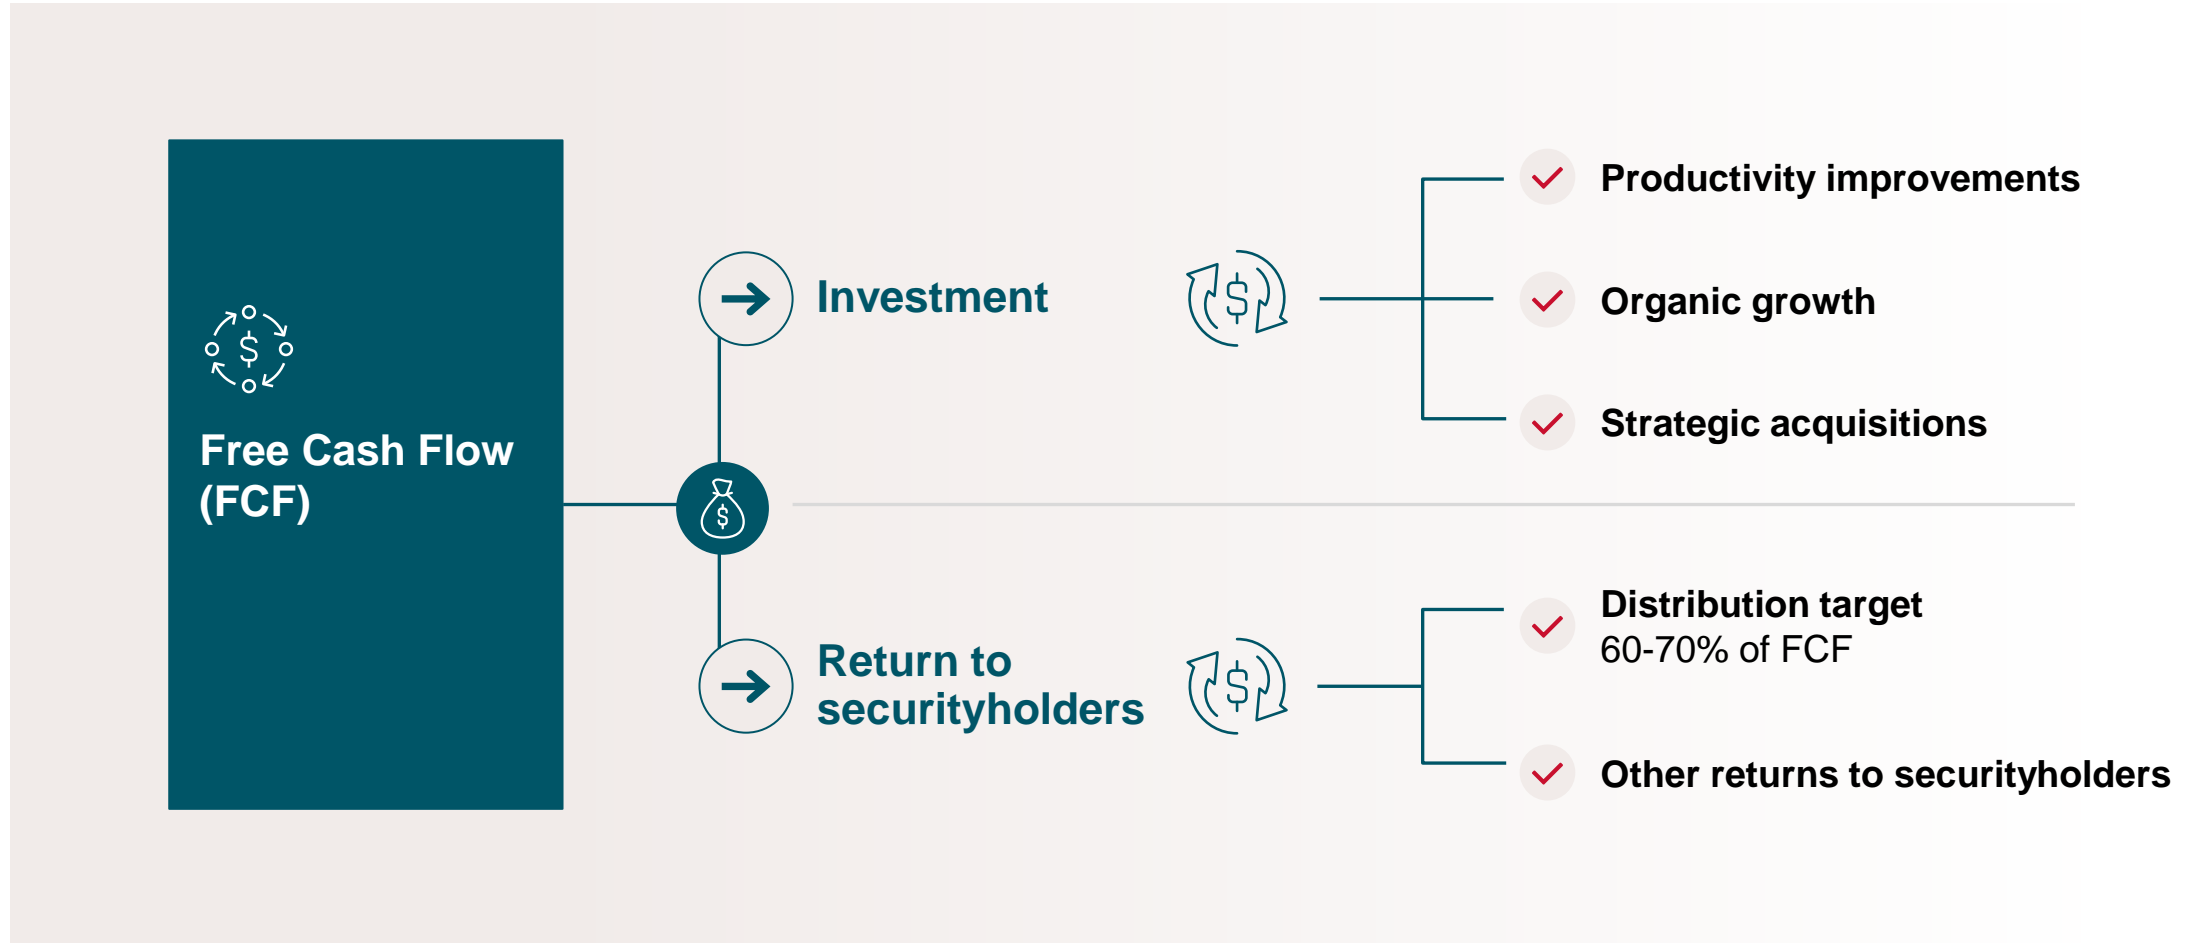 Free Cash Flow
(FCF)
Investment
Productivity improvements
Organic growth
Strategic acquisitions
Return to
securityholders
Distribution target
60-70% of FCF
Other returns to securityholders